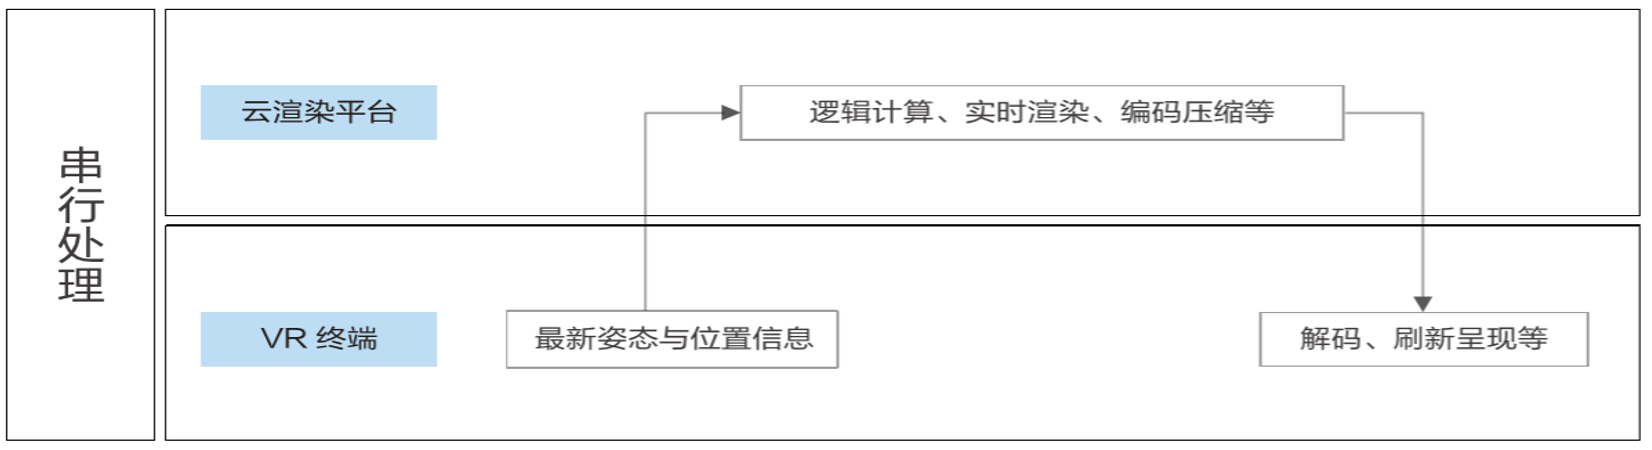 串行处理
云渲染平台
逻辑计算、实时渲染、编码压缩等
VR 终端
最新姿态与位置信息
解码、刷新呈现等